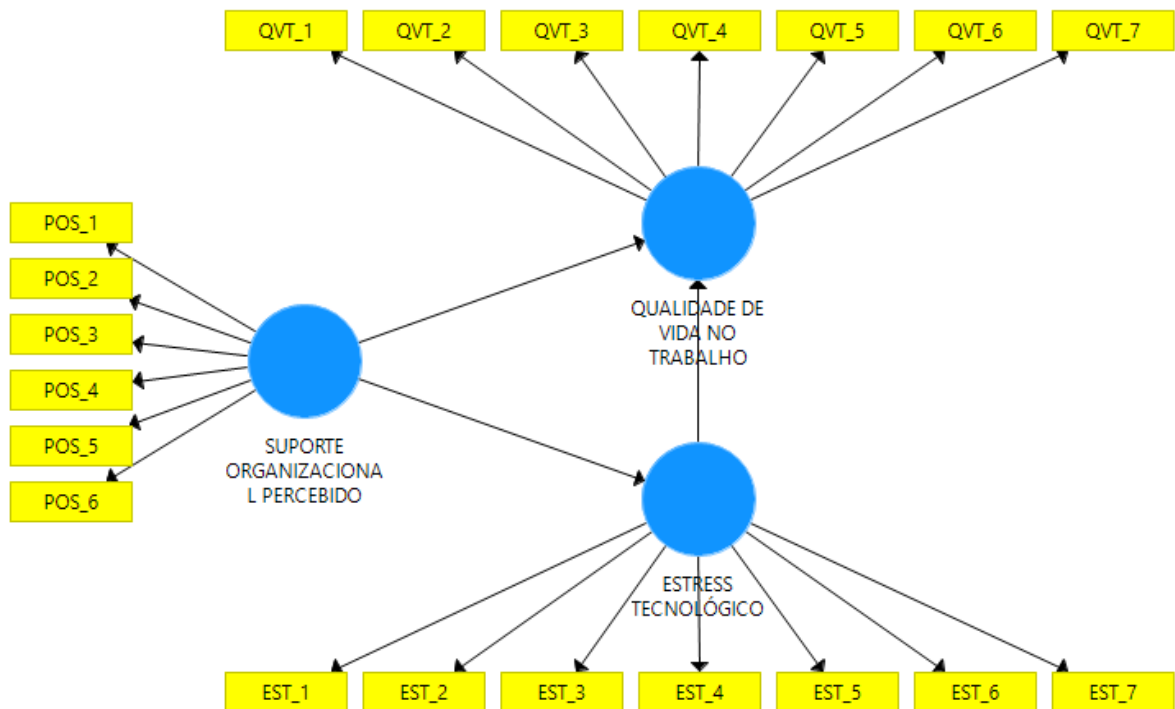 QVT_1
QVT_2
QVT_3
QVT_4
QVT_5
QVT_6
QVT_7
POS_1
POS_2
POS_3
POS_4
POS_5
POS_6
SUPORTE
ORGANIZACIONA
L PERCEBIDO
QUALIDADE DE
VIDA NO
TRABALHO
ESTRESS
TECNOLÓGICO
EST_1
EST_2
EST_3
EST_4
EST_5
EST_6
EST_7